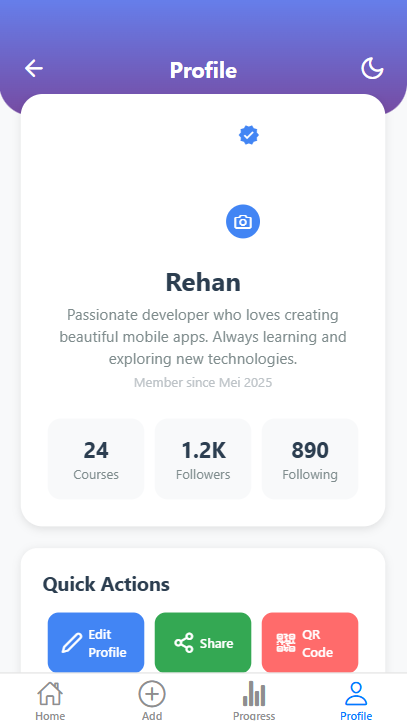 Profile
Rehan
Passionate developer who loves creating
beautiful mobile apps. Always learning and
exploring new technologies.
Member since Mei 2025
24
1.2K
890
Courses
Followers
Following
Quick Actions
Edit
Profile
Share
QR
Code
Home
Add
Progress
Profile